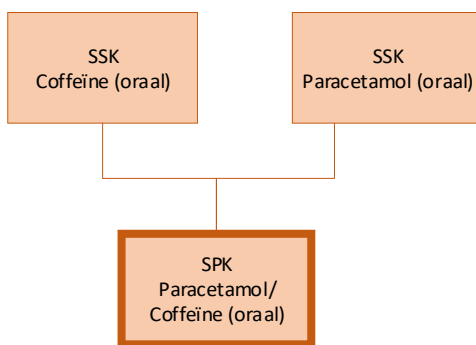 SSK
Coffeïne (oraal)
SSK
Paracetamol (oraal)
SPK
Paracetamol/
Coffeïne (oraal)